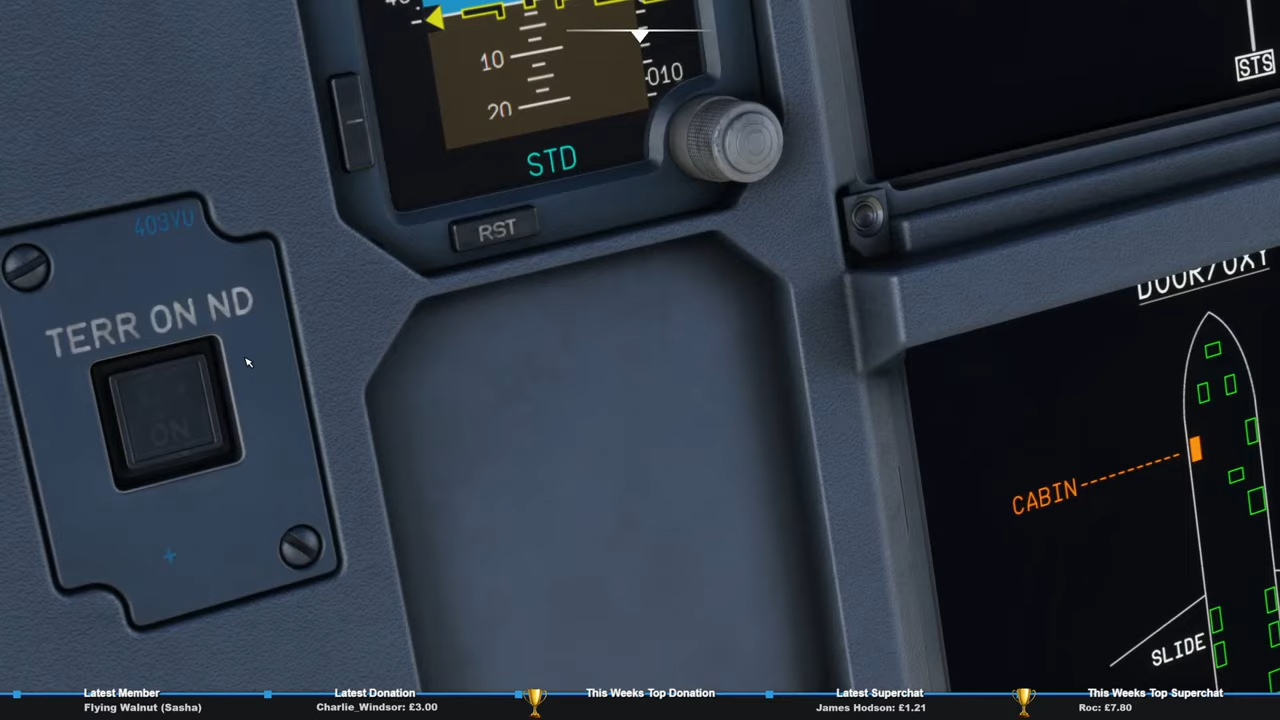 10
20
010
STD
STS
RST
403VU
TERR ON ND
ON
DOOR/OXY
CABIN
SLIDE
Latest Member
Flying Walnut (Sasha)
Latest Donation
Charlie_Windsor: £3.00
This Weeks Top Donation
Latest Superchat
James Hodson: £1.21
This Weeks Top Superchat
Roc: £7.80